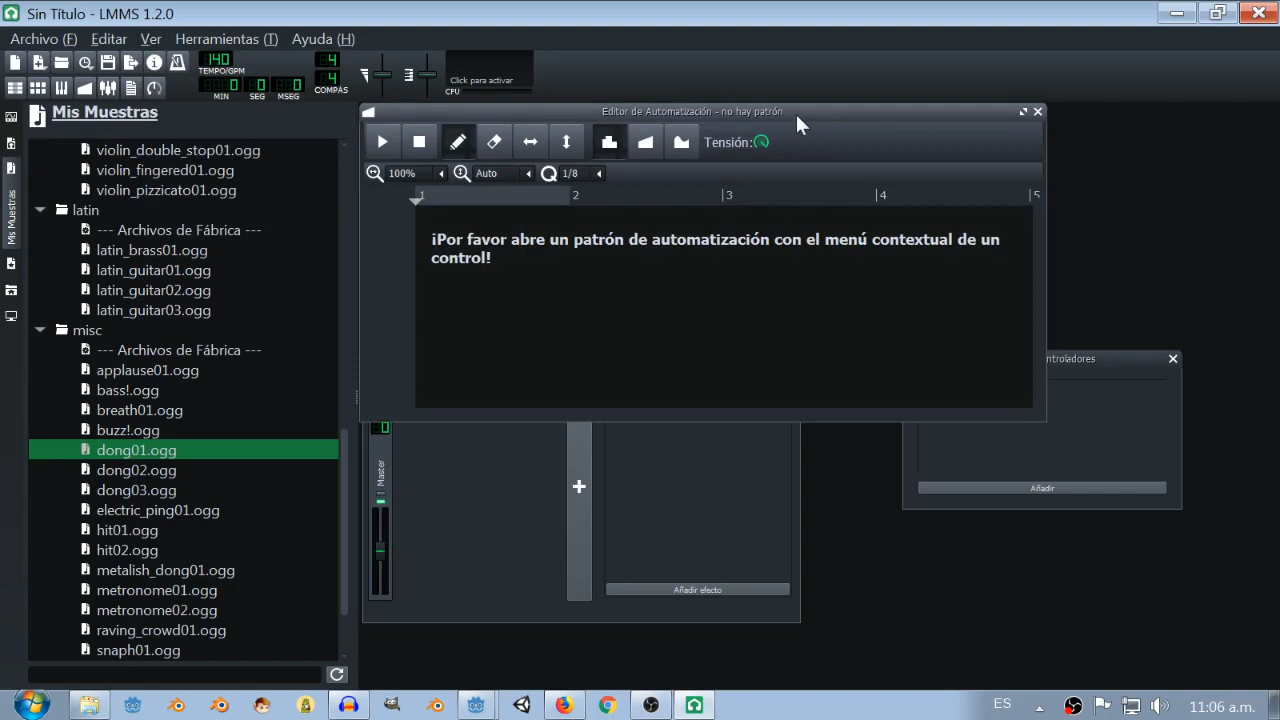 Sin Título - LMMS 1.2.0
Archivo (F) Editar Ver Herramientas (T) Ayuda (H)
140
TEMPO/GPM
0 0 0
MIN SEG MSEG
4
4
COMPÁS
Click para activar
CPU
Mis Muestras
Mis Muestras
violin_double_stop01.ogg
violin_fingered01.ogg
violin_pizzicato01.ogg
latin
--- Archivos de Fábrica ---
latin_brass01.ogg
latin_guitar01.ogg
latin_guitar02.ogg
latin_guitar03.ogg
misc
--- Archivos de Fábrica ---
applause01.ogg
bass!.ogg
breath01.ogg
buzz!.ogg
dong01.ogg
dong02.ogg
dong03.ogg
electric_ping01.ogg
hit01.ogg
hit02.ogg
metalish_dong01.ogg
metronome01.ogg
metronome02.ogg
raving_crowd01.ogg
snaph01.ogg
Editor de Automatización - no hay patrón
Tensión:
100% Auto Q 1/8
1 2 3 4 5
¡Por favor abre un patrón de automatización con el menú contextual de un
control!
ntroladores
Añadir
0
Master
Añadir efecto
ES 11:06 a.m.